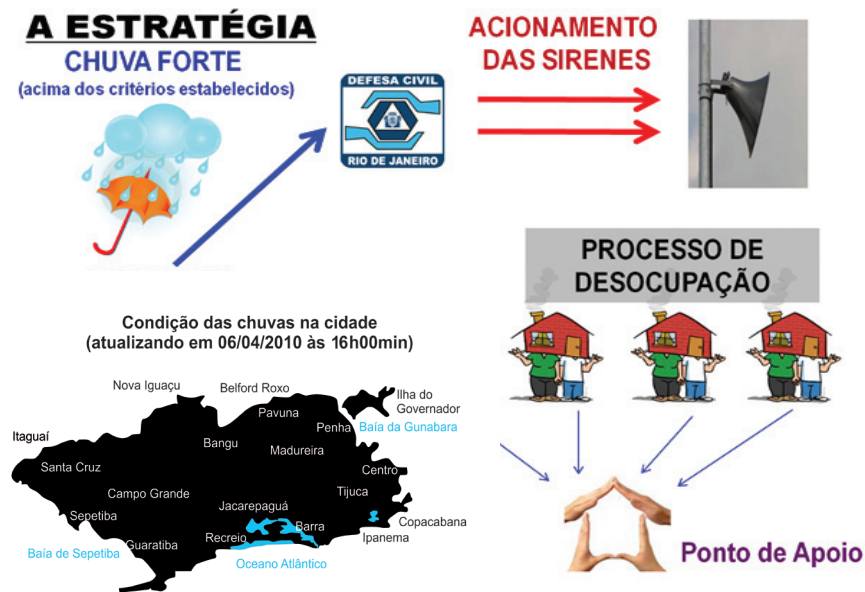 A ESTRATÉGIA
CHUVA FORTE
(acima dos critérios estabelecidos)
DEFESA CIVIL
RIO DE JANEIRO
ACIONAMENTO
DAS SIRENES
PROCESSO DE
DESOCUPAÇÃO
Ponto de Apoio
Condição das chuvas na cidade
(atualizando em 06/04/2010 às 16h00min)
Nova Iguaçu
Belford Roxo
Ilha do
Governador
Pavuna
Penha
Baía da Gunabara
Itaguaí
Bangu
Madureira
Santa Cruz
Centro
Campo Grande
Tijuca
Jacarepaguá
Sepetiba
Barra
Copacabana
Recreio
Ipanema
Guaratiba
Baía de Sepetiba
Oceano Atlântico